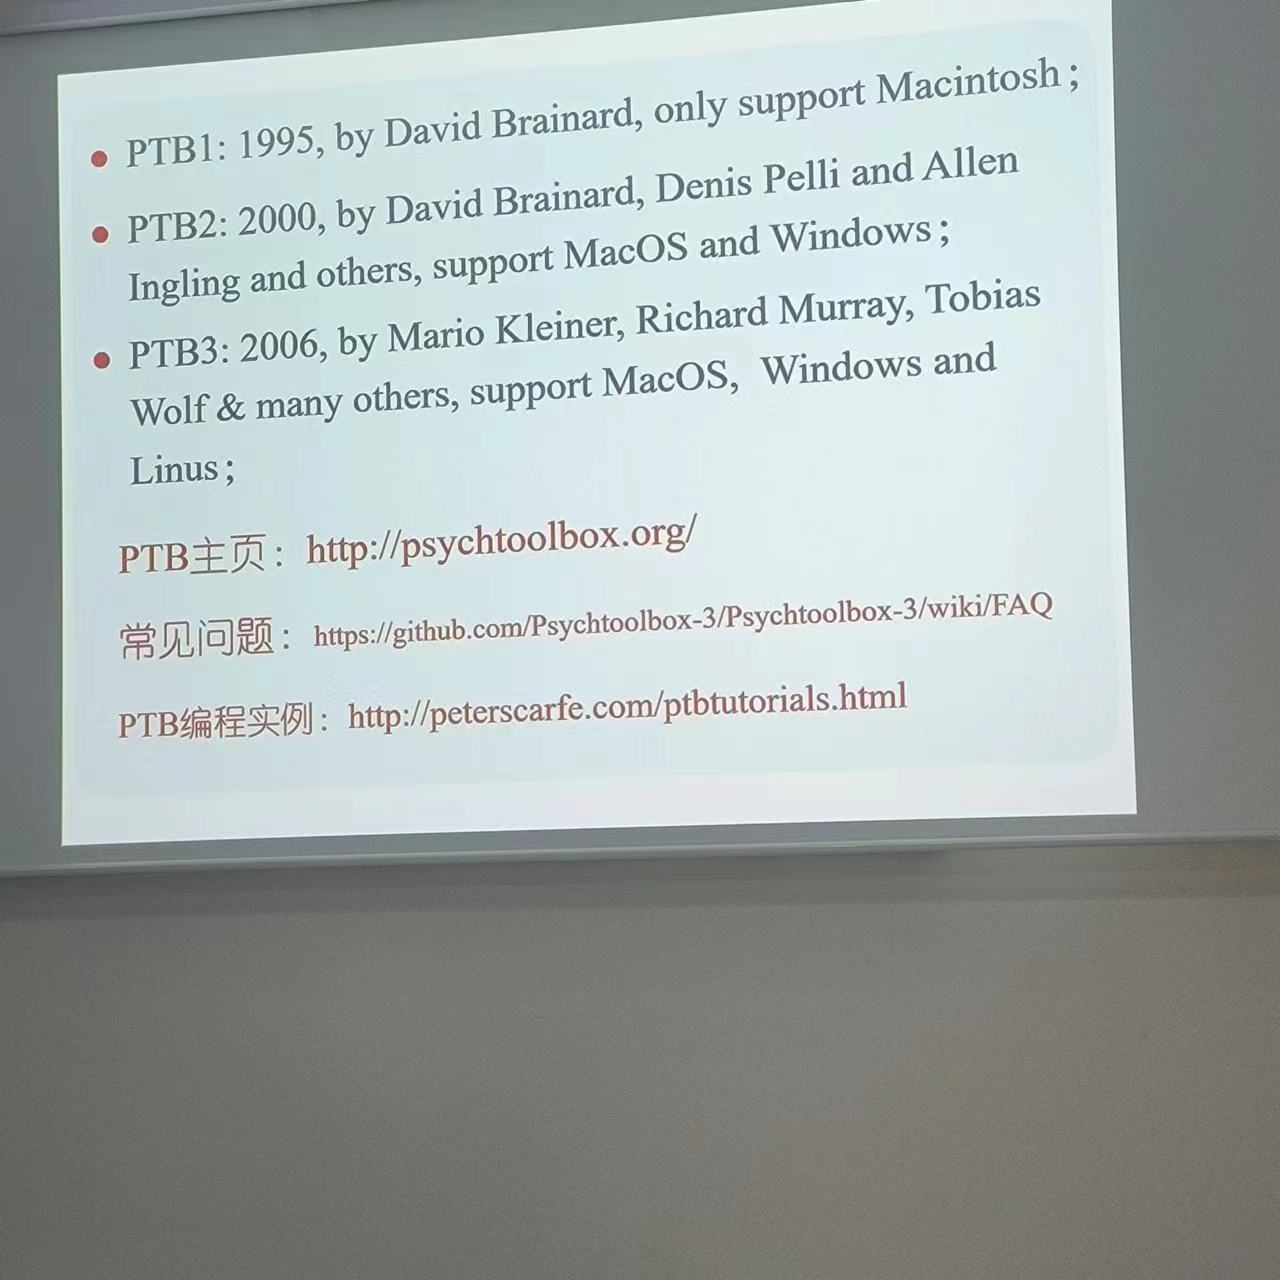 • PTB1: 1995, by David Brainard, only support Macintosh；
• PTB2: 2000, by David Brainard, Denis Pelli and Allen
Ingling and others, support MacOS and Windows；
• PTB3: 2006, by Mario Kleiner, Richard Murray, Tobias
Wolf & many others, support MacOS， Windows and
Linus；
PTB主页： http://psychtoolbox.org/
常见问题： https://github.com/Psychtoolbox-3/Psychtoolbox-3/wiki/FAQ
PTB编程实例： http://peterscarfe.com/ptbtutorials.html